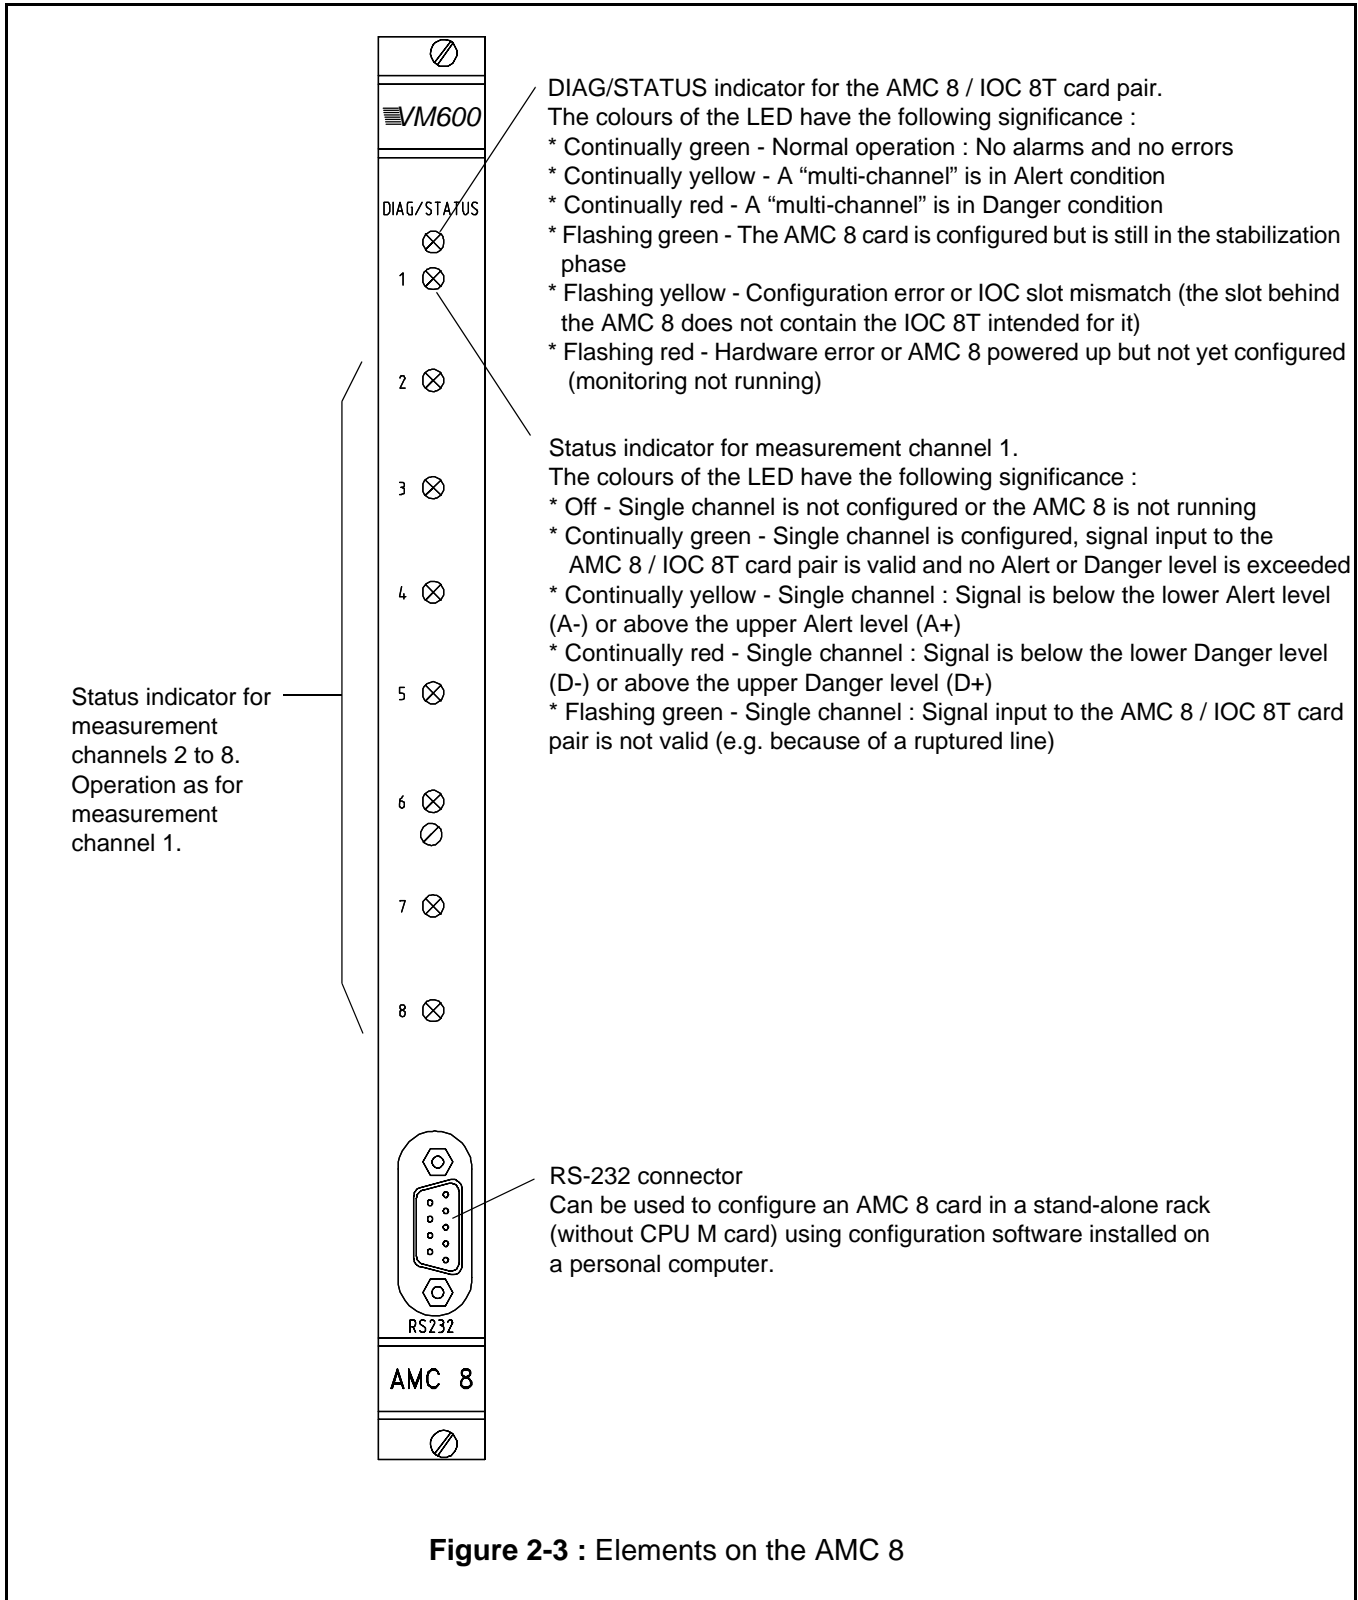 VM600
DIAG/STATUS
1
2
3
4
5
6
7
8
RS232
AMC 8
DIAG/STATUS indicator for the AMC 8 / IOC 8T card pair.
The colours of the LED have the following significance :
* Continually green - Normal operation : No alarms and no errors
* Continually yellow - A “multi-channel” is in Alert condition
* Continually red - A “multi-channel” is in Danger condition
* Flashing green - The AMC 8 card is configured but is still in the stabilization
phase
* Flashing yellow - Configuration error or IOC slot mismatch (the slot behind
the AMC 8 does not contain the IOC 8T intended for it)
* Flashing red - Hardware error or AMC 8 powered up but not yet configured
(monitoring not running)
Status indicator for measurement channel 1.
The colours of the LED have the following significance :
* Off - Single channel is not configured or the AMC 8 is not running
* Continually green - Single channel is configured, signal input to the
AMC 8 / IOC 8T card pair is valid and no Alert or Danger level is exceeded
* Continually yellow - Single channel : Signal is below the lower Alert level
(A-) or above the upper Alert level (A+)
* Continually red - Single channel : Signal is below the lower Danger level
(D-) or above the upper Danger level (D+)
* Flashing green - Single channel : Signal input to the AMC 8 / IOC 8T card
pair is not valid (e.g. because of a ruptured line)
Status indicator for
measurement
channels 2 to 8.
Operation as for
measurement
channel 1.
RS-232 connector
Can be used to configure an AMC 8 card in a stand-alone rack
(without CPU M card) using configuration software installed on
a personal computer.
Figure 2-3 : Elements on the AMC 8